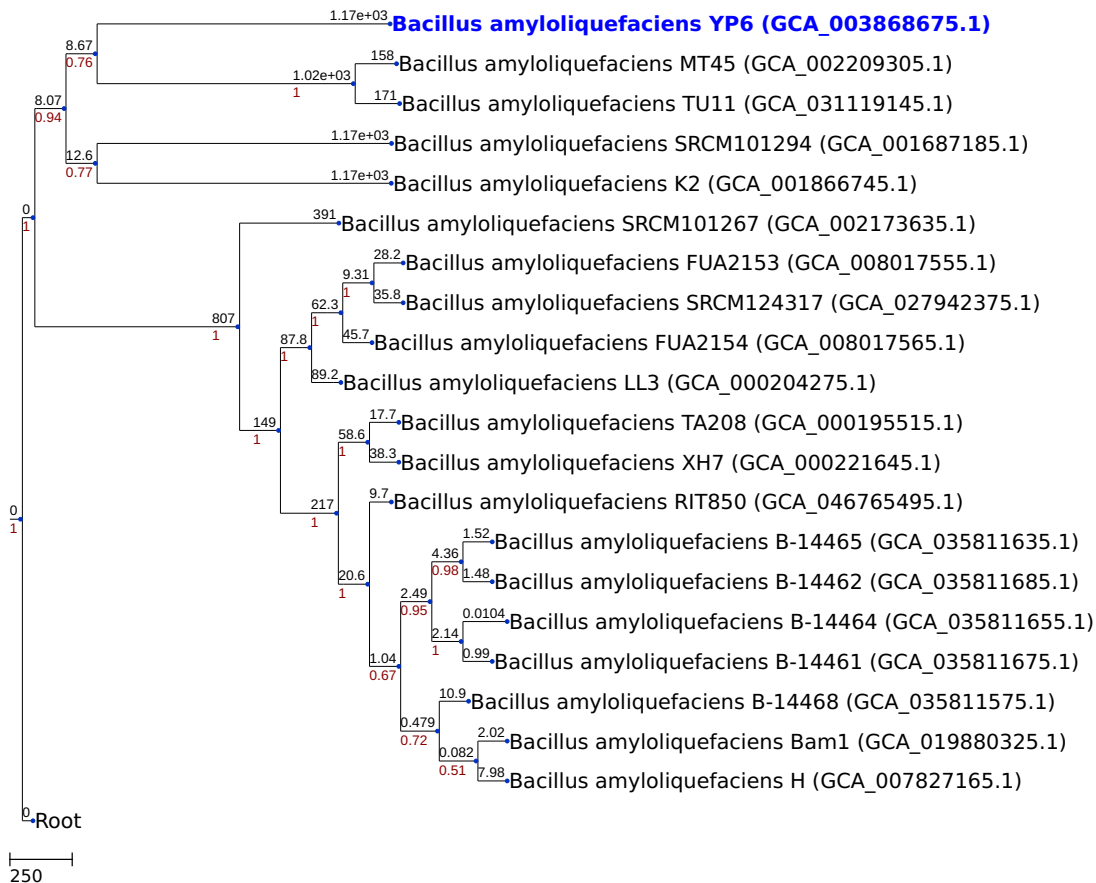 1.17e+03
Bacillus amyloliquefaciens YP6 (GCA_003868675.1)
8.67
0.76
158
Bacillus amyloliquefaciens MT45 (GCA_002209305.1)
1.02e+03
1
171
Bacillus amyloliquefaciens TU11 (GCA_031119145.1)
8.07
0.94
1.17e+03
Bacillus amyloliquefaciens SRCM101294 (GCA_001687185.1)
12.6
0.77
1.17e+03
Bacillus amyloliquefaciens K2 (GCA_001866745.1)
0
1
391
Bacillus amyloliquefaciens SRCM101267 (GCA_002173635.1)
28.2
Bacillus amyloliquefaciens FUA2153 (GCA_008017555.1)
9.31
1
35.8
Bacillus amyloliquefaciens SRCM124317 (GCA_027942375.1)
62.3
1
807
1
45.7
Bacillus amyloliquefaciens FUA2154 (GCA_008017565.1)
87.8
1
89.2
Bacillus amyloliquefaciens LL3 (GCA_000204275.1)
149
1
17.7
Bacillus amyloliquefaciens TA208 (GCA_000195515.1)
58.6
1
38.3
Bacillus amyloliquefaciens XH7 (GCA_000221645.1)
217
1
9.7
Bacillus amyloliquefaciens RIT850 (GCA_046765495.1)
0
1
1.52
Bacillus amyloliquefaciens B-14465 (GCA_035811635.1)
4.36
0.98
1.48
Bacillus amyloliquefaciens B-14462 (GCA_035811685.1)
20.6
1
2.49
0.95
0.0104
Bacillus amyloliquefaciens B-14464 (GCA_035811655.1)
2.14
1
0.99
Bacillus amyloliquefaciens B-14461 (GCA_035811675.1)
1.04
0.67
10.9
Bacillus amyloliquefaciens B-14468 (GCA_035811575.1)
0.479
0.72
2.02
Bacillus amyloliquefaciens Bam1 (GCA_019880325.1)
0.082
0.51
7.98
Bacillus amyloliquefaciens H (GCA_007827165.1)
0
Root
250